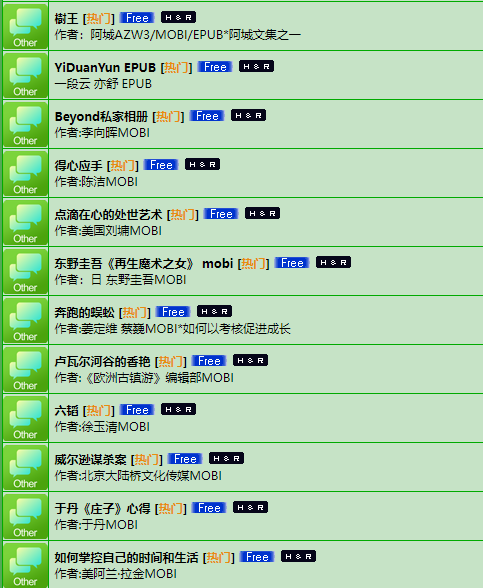 樹王 [热门] Free H&R
Other
作者：阿城AZW3/MOBI/EPUB*阿城文集之一
YiDuanYun EPUB [热门] Free H&R
Other
一段云 亦舒 EPUB
Beyond私家相册 [热门] Free H&R
Other
作者:李向晖MOBI
得心应手 [热门] Free H&R
Other
作者:陈洁MOBI
点滴在心的处世艺术 [热门] Free H&R
Other
作者:美国刘墉MOBI
东野圭吾《再生魔术之女》 mobi [热门] Free H&R
Other
作者：日 东野圭吾MOBI
奔跑的蜈蚣 [热门] Free H&R
Other
作者:姜定维 蔡巍MOBI*如何以考核促进成长
卢瓦尔河谷的香艳 [热门] Free H&R
Other
作者:《欧洲古镇游》编辑部MOBI
六韬 [热门] Free H&R
Other
作者:徐玉清MOBI
威尔逊谋杀案 [热门] Free H&R
Other
作者:北京大陆桥文化传媒MOBI
于丹《庄子》心得 [热门] Free H&R
Other
作者:于丹MOBI
如何掌控自己的时间和生活 [热门] Free H&R
Other
作者:美阿兰·拉金MOBI